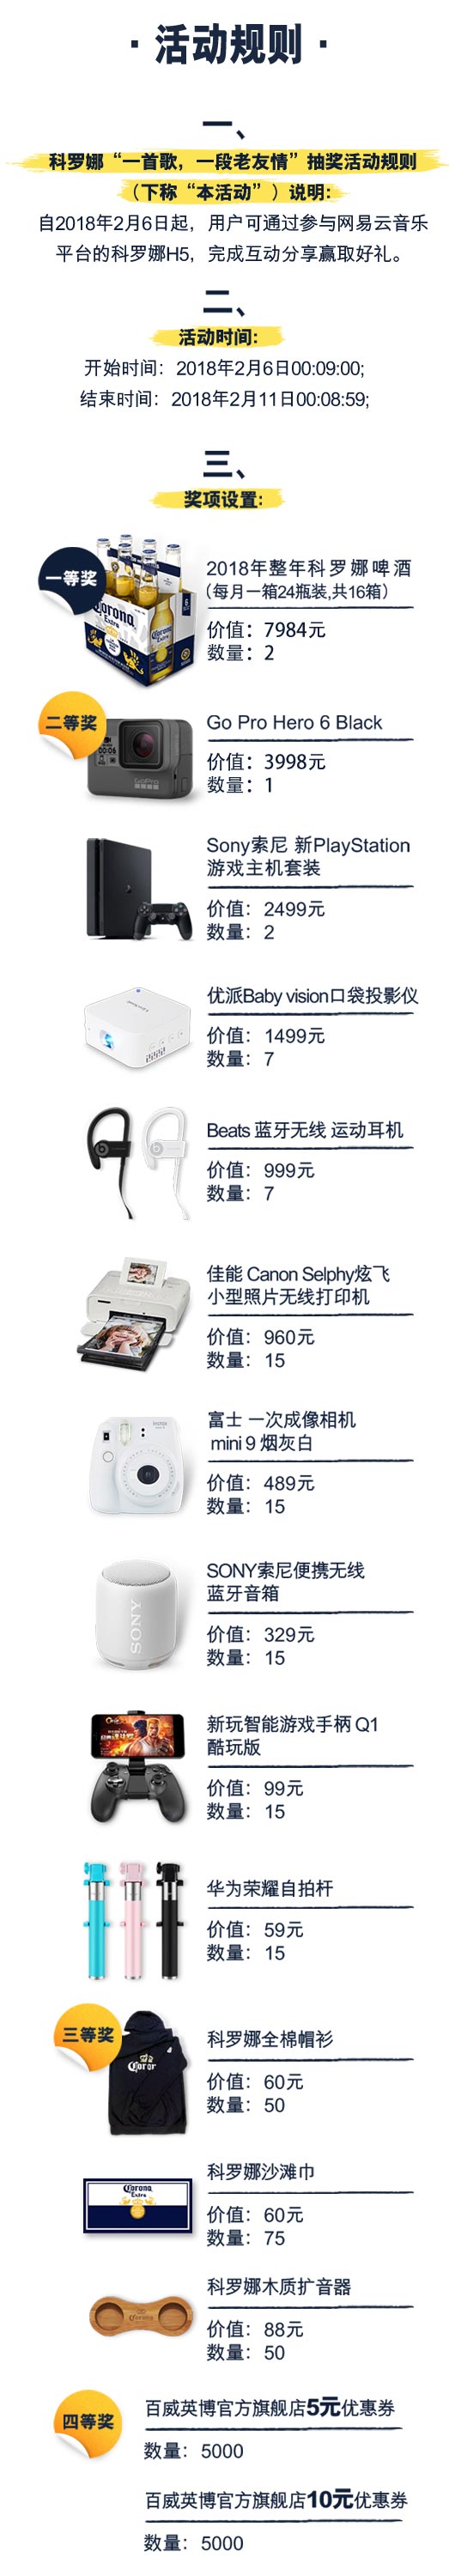 · 活动规则 ·
一、
科罗娜“一首歌，一段老友情”抽奖活动规则
（下称“本活动”）说明:
自2018年2月6日起，用户可通过参与网易云音乐
平台的科罗娜H5，完成互动分享赢取好礼。
二、
活动时间:
开始时间：2018年2月6日00:09:00;
结束时间：2018年2月11日00:08:59;
三、
奖项设置:
一等奖
Corona
Extra
2018年整年科罗娜啤酒
（每月一箱24瓶装,共16箱）
价值：7984元
数量：2
二等奖
GoPro
Go Pro Hero 6 Black
价值：3998元
数量：1
Sony索尼 新PlayStation
游戏主机套装
价值：2499元
数量：2
优派Baby vision口袋投影仪
价值：1499元
数量：7
Beats 蓝牙无线 运动耳机
价值：999元
数量：7
佳能 Canon Selphy炫飞
小型照片无线打印机
价值：960元
数量：15
富士 一次成像相机
mini 9 烟灰白
价值：489元
数量：15
SONY
SONY索尼便携无线
蓝牙音箱
价值：329元
数量：15
新玩智能游戏手柄 Q1
酷玩版
价值：99元
数量：15
华为荣耀自拍杆
价值：59元
数量：15
三等奖
科罗娜全棉帽衫
价值：60元
数量：50
Corona
Extra
科罗娜沙滩巾
价值：60元
数量：75
Corona
科罗娜木质扩音器
价值：88元
数量：50
四等奖
百威英博官方旗舰店5元优惠券
数量：5000
百威英博官方旗舰店10元优惠券
数量：5000